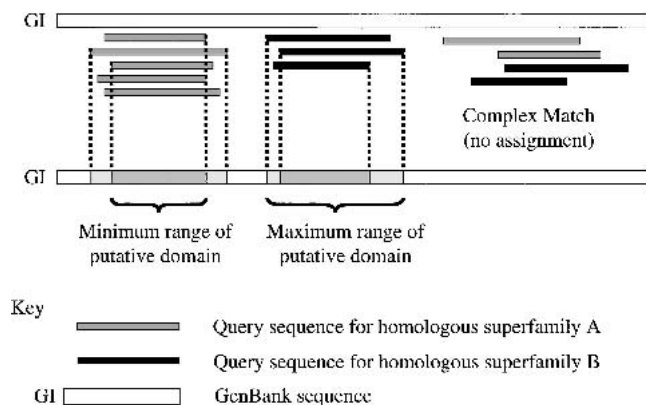 GI
Complex Match
(no assignment)
GI
Minimum range of
putative domain
Maximum range of
putative domain
Key
Query sequence for homologous superfamily A
Query sequence for homologous superfamily B
GI
GenBank sequence